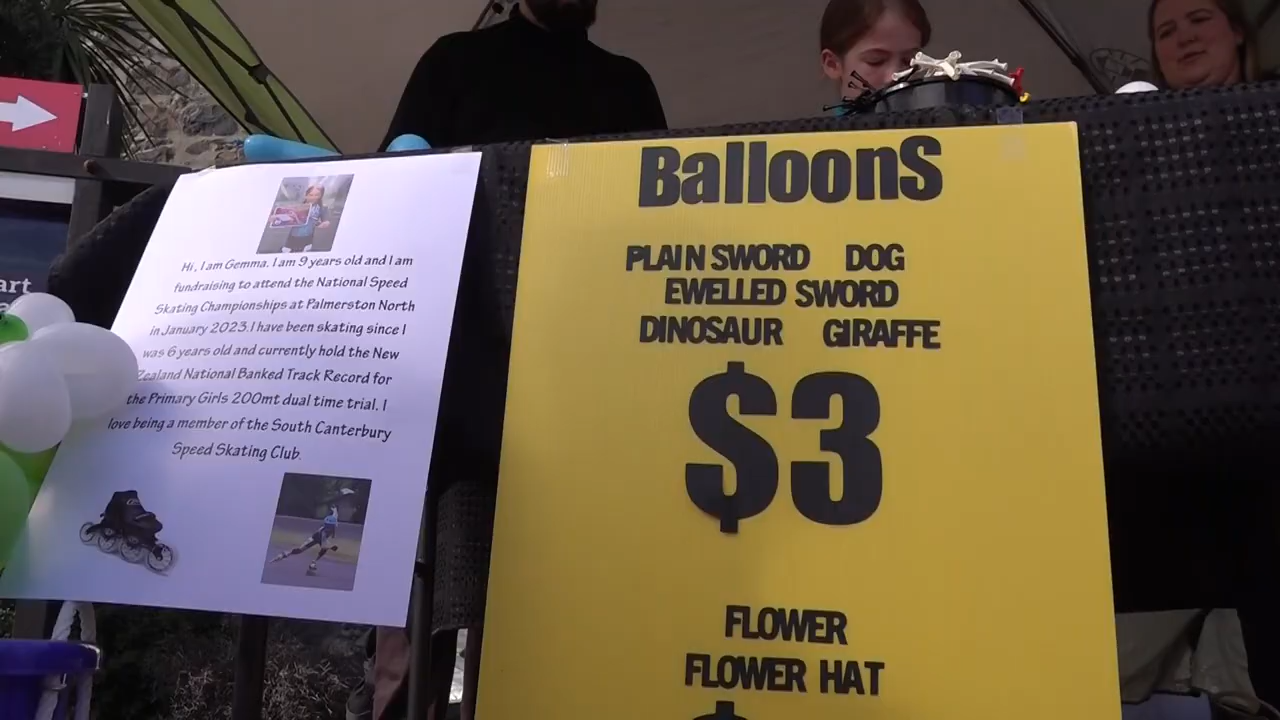 Hi, I am Gemma. I am 9 years old and I am
fundraising to attend the National Speed
Skating Championships at Palmerston North
in January 2023. I have been skating since I
was 6 years old and currently hold the New
Zealand National Banked Track Record for
the Primary Girls 200mt dual time trial. I
love being a member of the South Canterbury
Speed Skating Club.
BalloonS
PLAIN SWORD DOG
EWELLED SWORD
DINOSAUR GIRAFFE
$3
FLOWER
FLOWER HAT